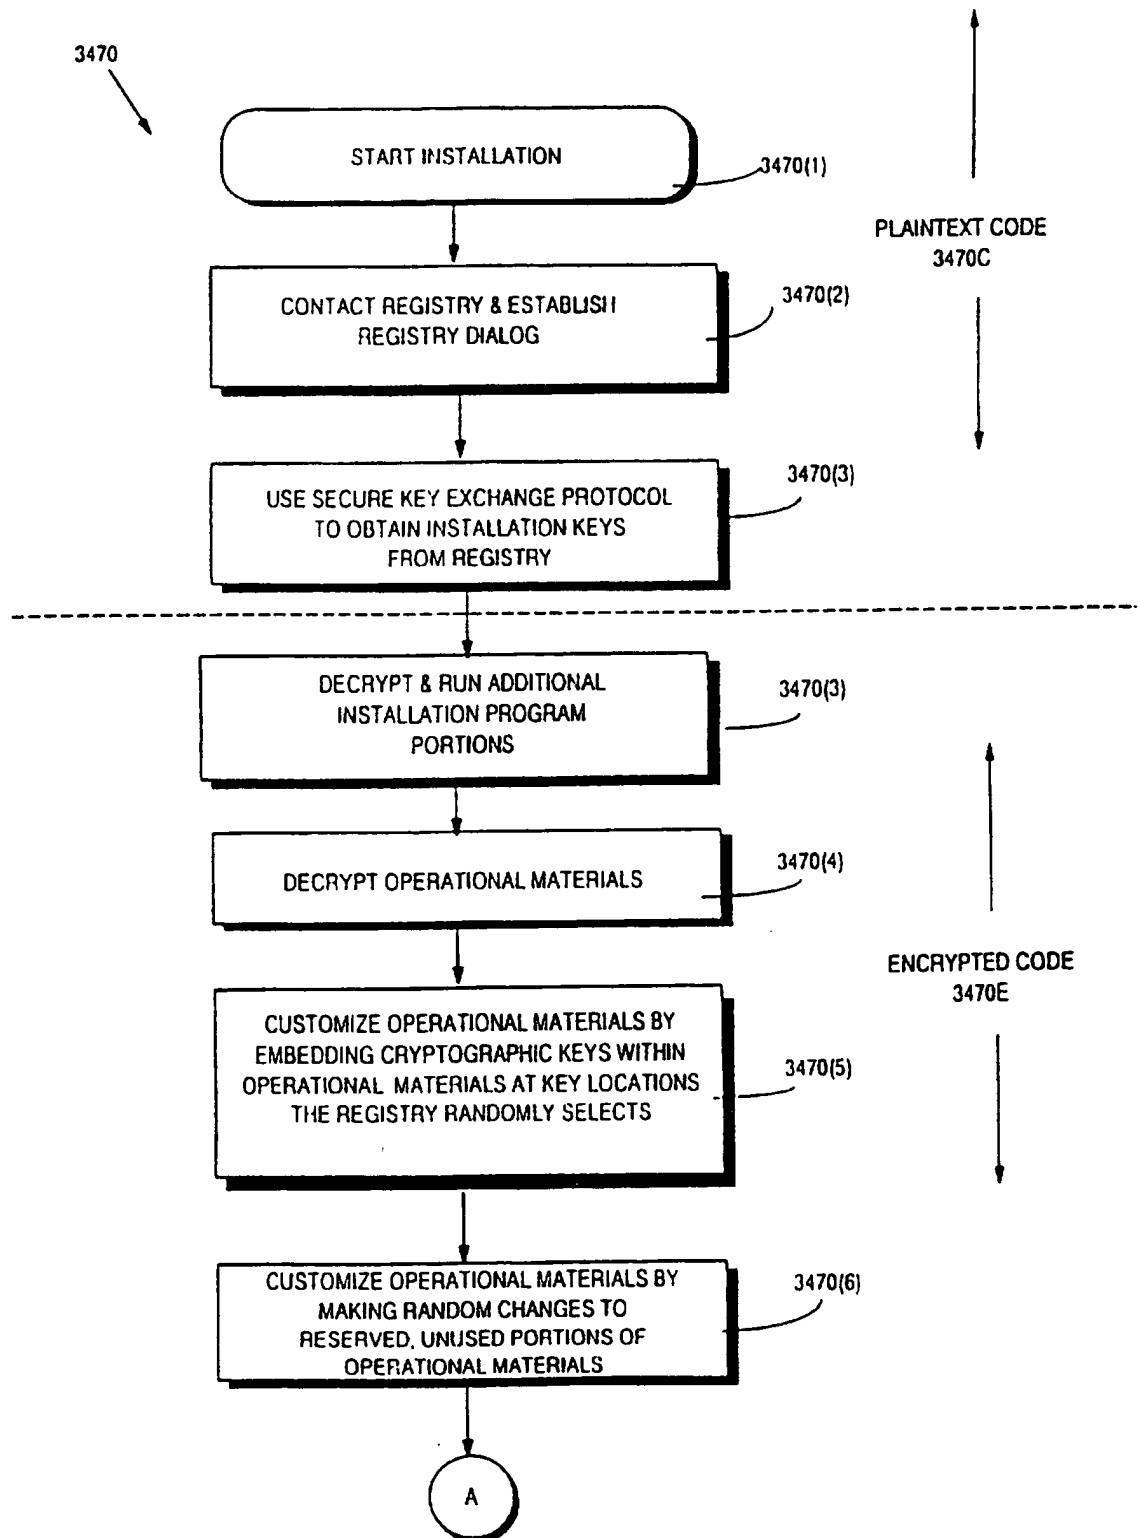 3470
START INSTALLATION
3470(1)
PLAINTEXT CODE
3470C
CONTACT REGISTRY & ESTABLISH
REGISTRY DIALOG
3470(2)
USE SECURE KEY EXCHANGE PROTOCOL
TO OBTAIN INSTALLATION KEYS
FROM REGISTRY
3470(3)
DECRYPT & RUN ADDITIONAL
INSTALLATION PROGRAM
PORTIONS
3470(3)
DECRYPT OPERATIONAL MATERIALS
3470(4)
ENCRYPTED CODE
3470E
CUSTOMIZE OPERATIONAL MATERIALS BY
EMBEDDING CRYPTOGRAPHIC KEYS WITHIN
OPERATIONAL MATERIALS AT KEY LOCATIONS
THE REGISTRY RANDOMLY SELECTS
3470(5)
CUSTOMIZE OPERATIONAL MATERIALS BY
MAKING RANDOM CHANGES TO
RESERVED, UNUSED PORTIONS OF
OPERATIONAL MATERIALS
3470(6)
A